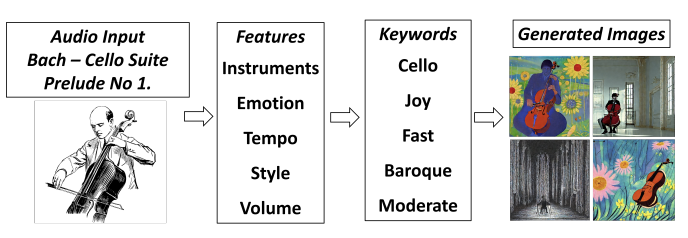 Audio Input
Bach – Cello Suite
Prelude No 1.
Features
Instruments
Emotion
Tempo
Style
Volume
Keywords
Cello
Joy
Fast
Baroque
Moderate
Generated Images